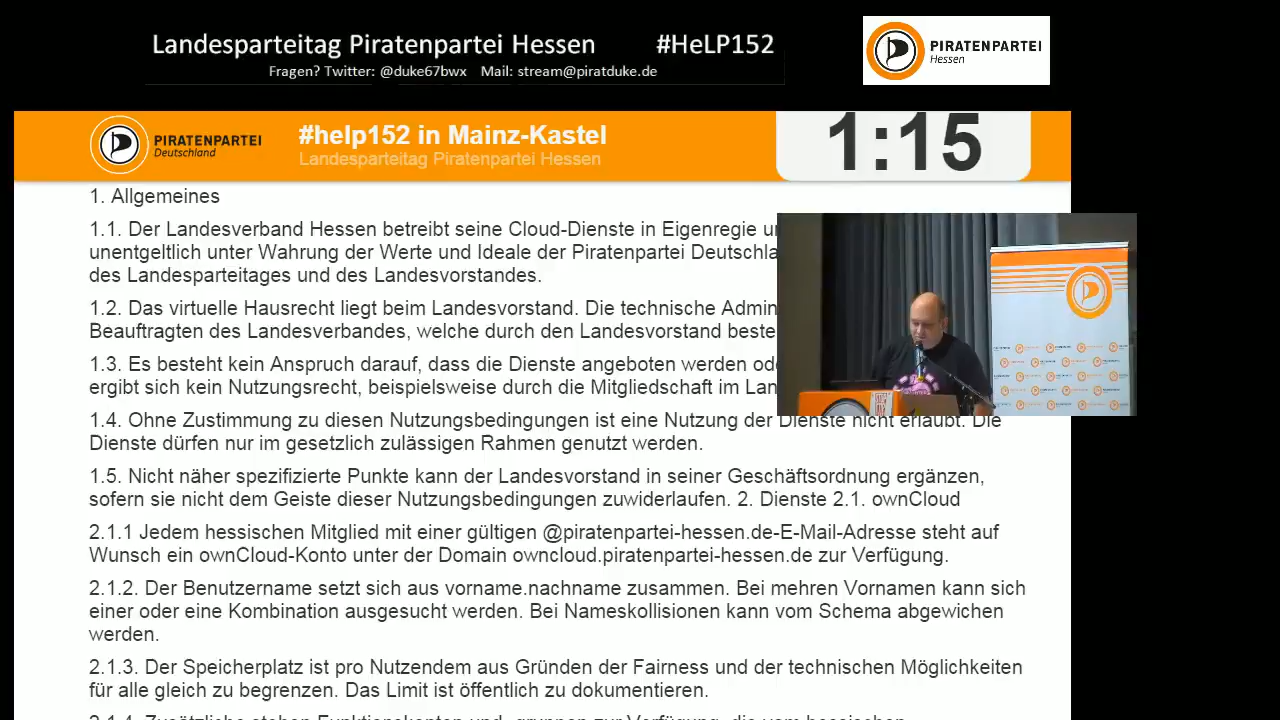 Landesparteitag Piratenpartei Hessen #HeLP152
Fragen? Twitter: @duke67bwx Mail: stream@piratduke.de
PIRATENPARTEI
Hessen
PIRATENPARTEI
Deutschland
#help152 in Mainz-Kastel
Landesparteitag Piratenpartei Hessen
1:15
1. Allgemeines
1.1. Der Landesverband Hessen betreibt seine Cloud-Dienste in Eigenregie
unentgeltlich unter Wahrung der Werte und Ideale der Piratenpartei
des Landesparteitages und des Landesvorstandes.
1.2. Das virtuelle Hausrecht liegt beim Landesvorstand. Die technische
Beauftragten des Landesverbandes, welche durch den Landesvorstand
1.3. Es besteht kein Anspruch darauf, dass die Dienste angeboten werden
ergibt sich kein Nutzungsrecht, beispielsweise durch die Mitgliedschaft im
1.4. Ohne Zustimmung zu diesen Nutzungsbedingungen ist eine Nutzung der Dienste nicht erlaubt. Die
Dienste dürfen nur im gesetzlich zulässigen Rahmen genutzt werden.
1.5. Nicht näher spezifizierte Punkte kann der Landesvorstand in seiner Geschäftsordnung ergänzen,
sofern sie nicht dem Geiste dieser Nutzungsbedingungen zuwiderlaufen. 2. Dienste 2.1. ownCloud
2.1.1 Jedem hessischen Mitglied mit einer gültigen @piratenpartei-hessen.de-E-Mail-Adresse steht auf
Wunsch ein ownCloud-Konto unter der Domain owncloud.piratenpartei-hessen.de zur Verfügung.
2.1.2. Der Benutzername setzt sich aus vorname.nachname zusammen. Bei mehren Vornamen kann sich
einer oder eine Kombination ausgesucht werden. Bei Nameskollisionen kann vom Schema abgewichen
werden.
2.1.3. Der Speicherplatz ist pro Nutzendem aus Gründen der Fairness und der technischen Möglichkeiten
für alle gleich zu begrenzen. Das Limit ist öffentlich zu dokumentieren.